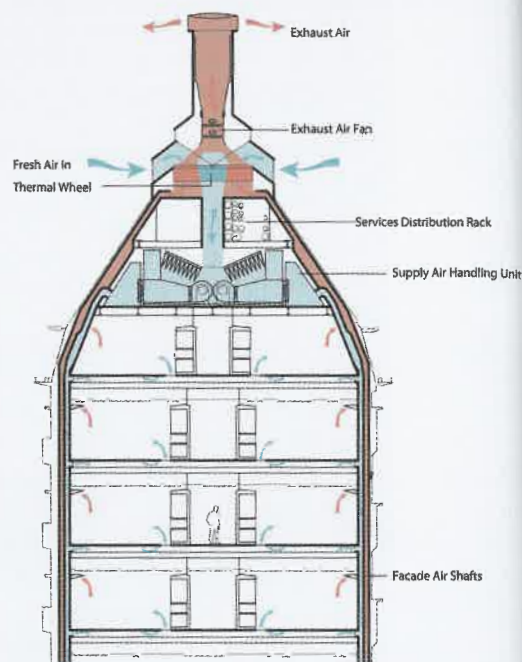 Exhaust Air
Exhaust Air Fan
Fresh Air In
Thermal Wheel
Services Distribution Rack
Supply Air Handling Unit
Facade Air Shafts